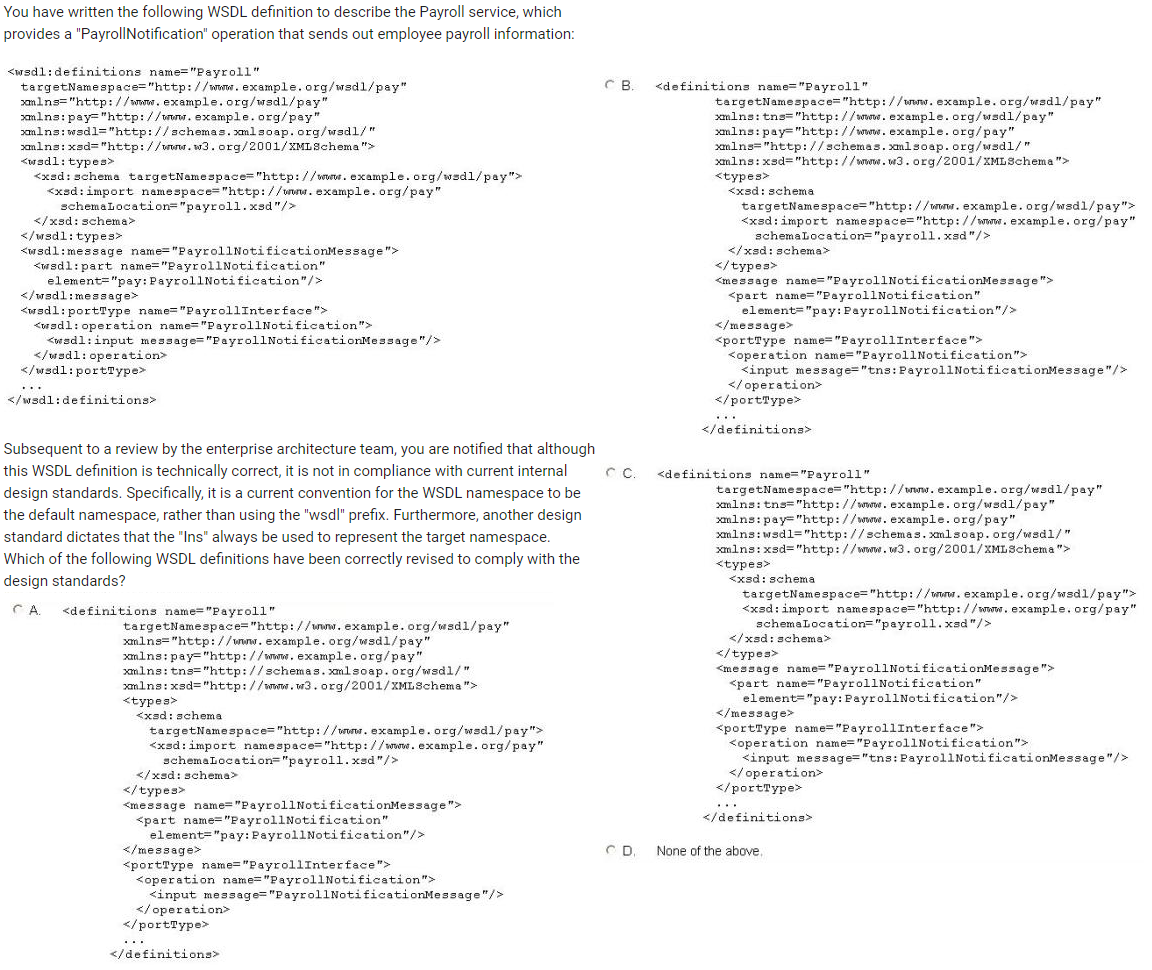 You have written the following WSDL definition to describe the Payroll service, which
provides a "PayrollNotification" operation that sends out employee payroll information:
<wsdl:definitions name="Payroll"
targetNamespace="http://www.example.org/wsdl/pay"
xmlns="http://www.example.org/wsdl/pay"
xmlns:pay="http://www.example.org/pay"
xmlns:wsdl="http://schemas.xmlsoap.org/wsdl/"
xmlns:xsd="http://www.w3.org/2001/XMLSchema">
<wsdl:types>
<xsd:schema targetNamespace="http://www.example.org/wsdl/pay">
<xsd:import namespace="http://www.example.org/pay"
schemaLocation="payroll.xsd"/>
</xsd:schema>
</wsdl:types>
<wsdl:message name="PayrollNotificationMessage">
<wsdl:part name="PayrollNotification"
element="pay:PayrollNotification"/>
</wsdl:message>
<wsdl:portType name="PayrollInterface">
<wsdl:operation name="PayrollNotification">
<wsdl:input message="PayrollNotificationMessage"/>
</wsdl:operation>
</wsdl:portType>
...
</wsdl:definitions>
Subsequent to a review by the enterprise architecture team, you are notified that although
this WSDL definition is technically correct, it is not in compliance with current internal
design standards. Specifically, it is a current convention for the WSDL namespace to be
the default namespace, rather than using the "wsdl" prefix. Furthermore, another design
standard dictates that the "Ins" always be used to represent the target namespace.
Which of the following WSDL definitions have been correctly revised to comply with the
design standards?
A. <definitions name="Payroll"
targetNamespace="http://www.example.org/wsdl/pay"
xmlns="http://www.example.org/wsdl/pay"
xmlns:pay="http://www.example.org/pay"
xmlns:tns="http://schemas.xmlsoap.org/wsdl/"
xmlns:xsd="http://www.w3.org/2001/XMLSchema">
<types>
<xsd:schema
targetNamespace="http://www.example.org/wsdl/pay">
<xsd:import namespace="http://www.example.org/pay"
schemaLocation="payroll.xsd"/>
</xsd:schema>
</types>
<message name="PayrollNotificationMessage">
<part name="PayrollNotification"
element="pay:PayrollNotification"/>
</message>
<portType name="PayrollInterface">
<operation name="PayrollNotification">
<input message="PayrollNotificationMessage"/>
</operation>
</portType>
...
</definitions>
B. <definitions name="Payroll"
targetNamespace="http://www.example.org/wsdl/pay"
xmlns:tns="http://www.example.org/wsdl/pay"
xmlns:pay="http://www.example.org/pay"
xmlns="http://schemas.xmlsoap.org/wsdl/"
xmlns:xsd="http://www.w3.org/2001/XMLSchema">
<types>
<xsd:schema
targetNamespace="http://www.example.org/wsdl/pay">
<xsd:import namespace="http://www.example.org/pay"
schemaLocation="payroll.xsd"/>
</xsd:schema>
</types>
<message name="PayrollNotificationMessage">
<part name="PayrollNotification"
element="pay:PayrollNotification"/>
</message>
<portType name="PayrollInterface">
<operation name="PayrollNotification">
<input message="tns:PayrollNotificationMessage"/>
</operation>
</portType>
...
</definitions>
C. <definitions name="Payroll"
targetNamespace="http://www.example.org/wsdl/pay"
xmlns:tns="http://www.example.org/wsdl/pay"
xmlns:pay="http://www.example.org/pay"
xmlns:wsdl="http://schemas.xmlsoap.org/wsdl/"
xmlns:xsd="http://www.w3.org/2001/XMLSchema">
<types>
<xsd:schema
targetNamespace="http://www.example.org/wsdl/pay">
<xsd:import namespace="http://www.example.org/pay"
schemaLocation="payroll.xsd"/>
</xsd:schema>
</types>
<message name="PayrollNotificationMessage">
<part name="PayrollNotification"
element="pay:PayrollNotification"/>
</message>
<portType name="PayrollInterface">
<operation name="PayrollNotification">
<input message="tns:PayrollNotificationMessage"/>
</operation>
</portType>
...
</definitions>
D. None of the above.